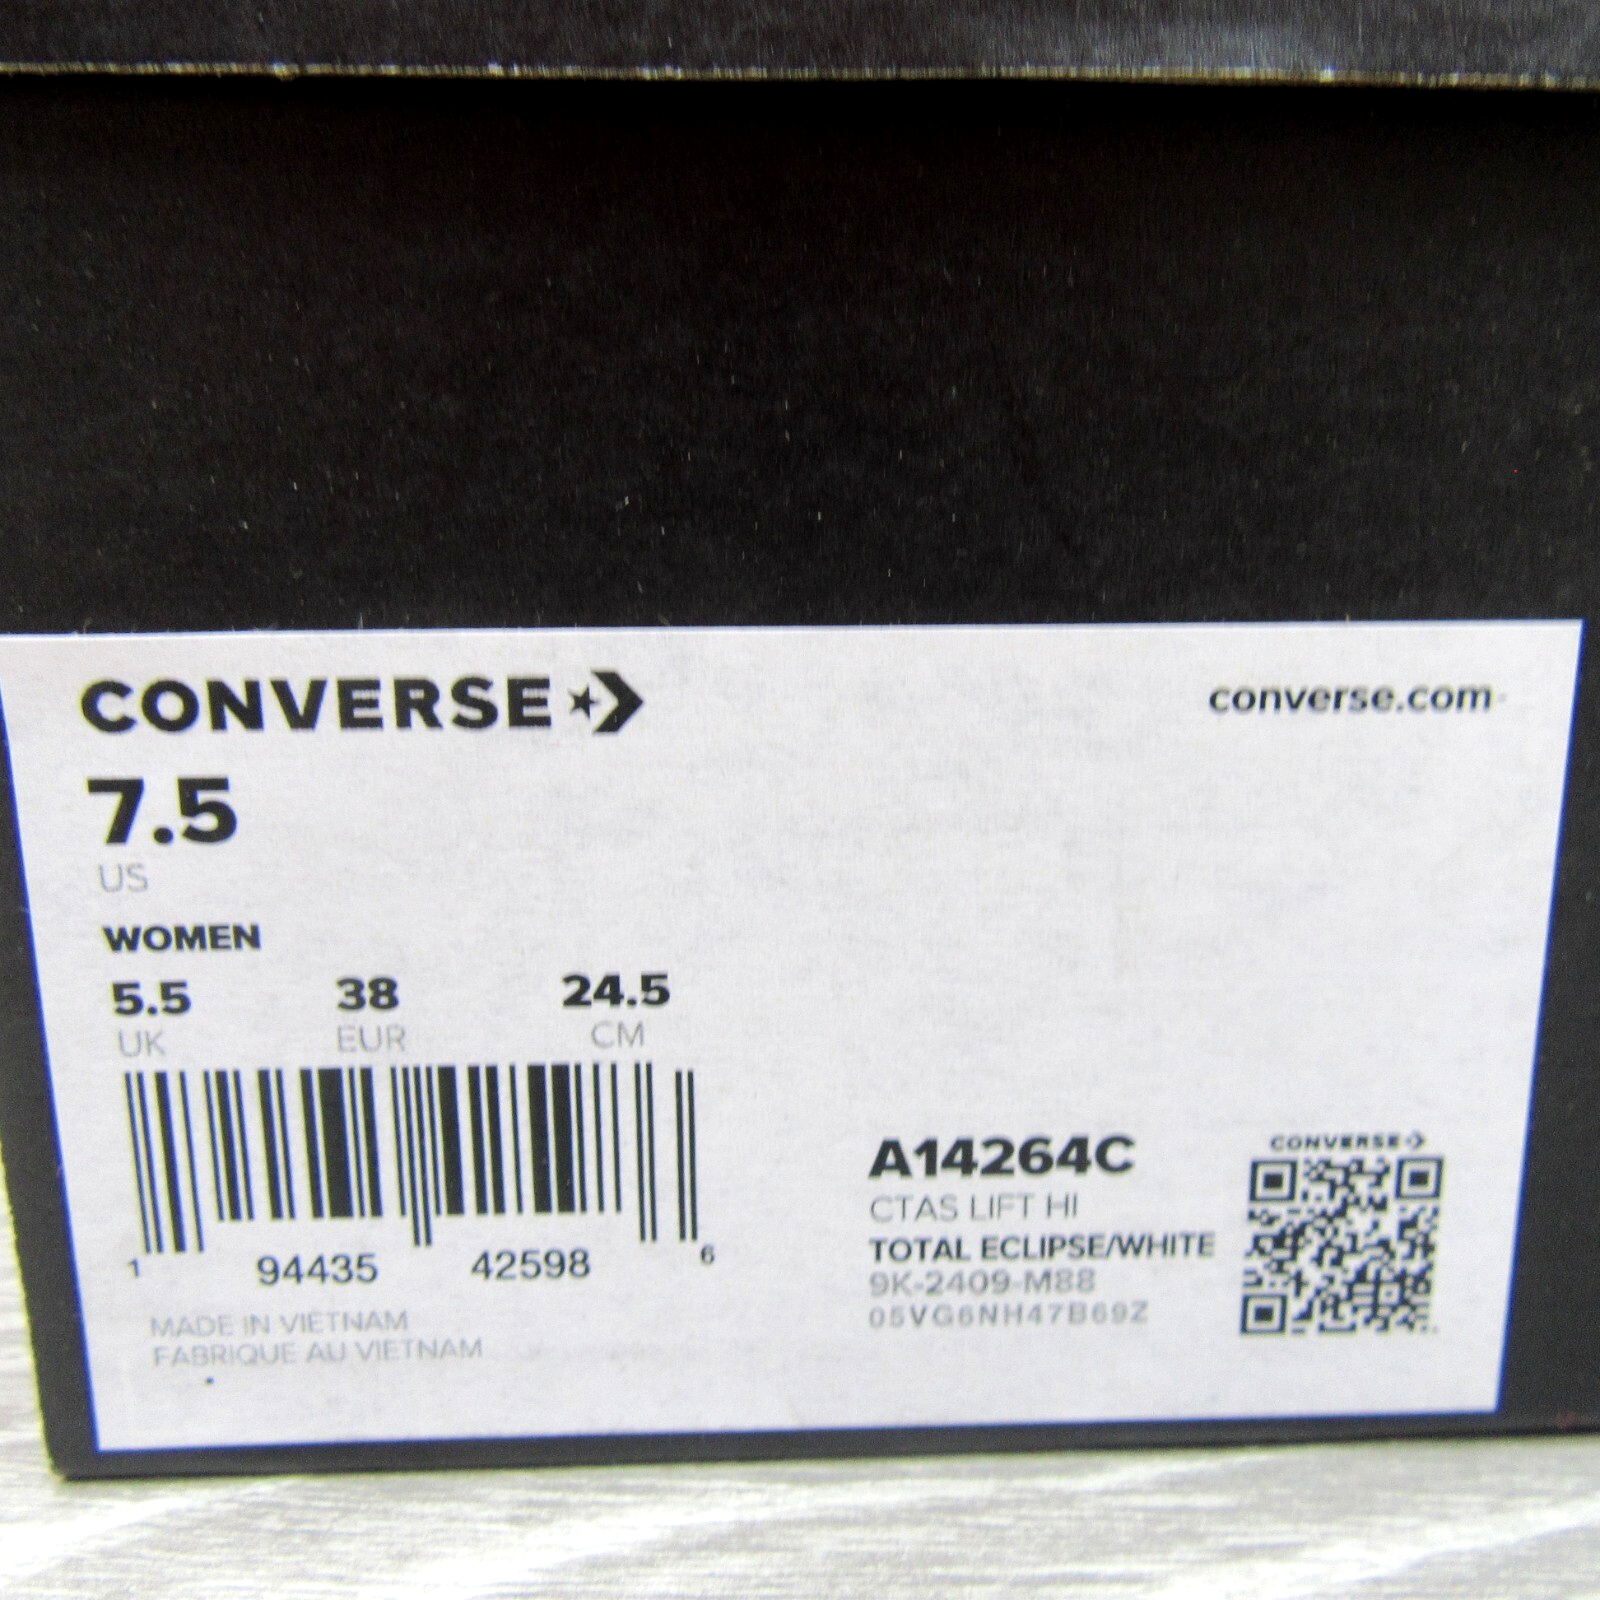 CONVERSE
converse.com
7.5
US
WOMEN
5.5 38 24.5
UK EUR CM
1 94435 42598 6
MADE IN VIETNAM
FABRIQUE AU VIETNAM
A14264C
CTAS LIFT HI
TOTAL ECLIPSE/WHITE
9K-2409-M88
05VG6NH47B69Z
CONVERSE